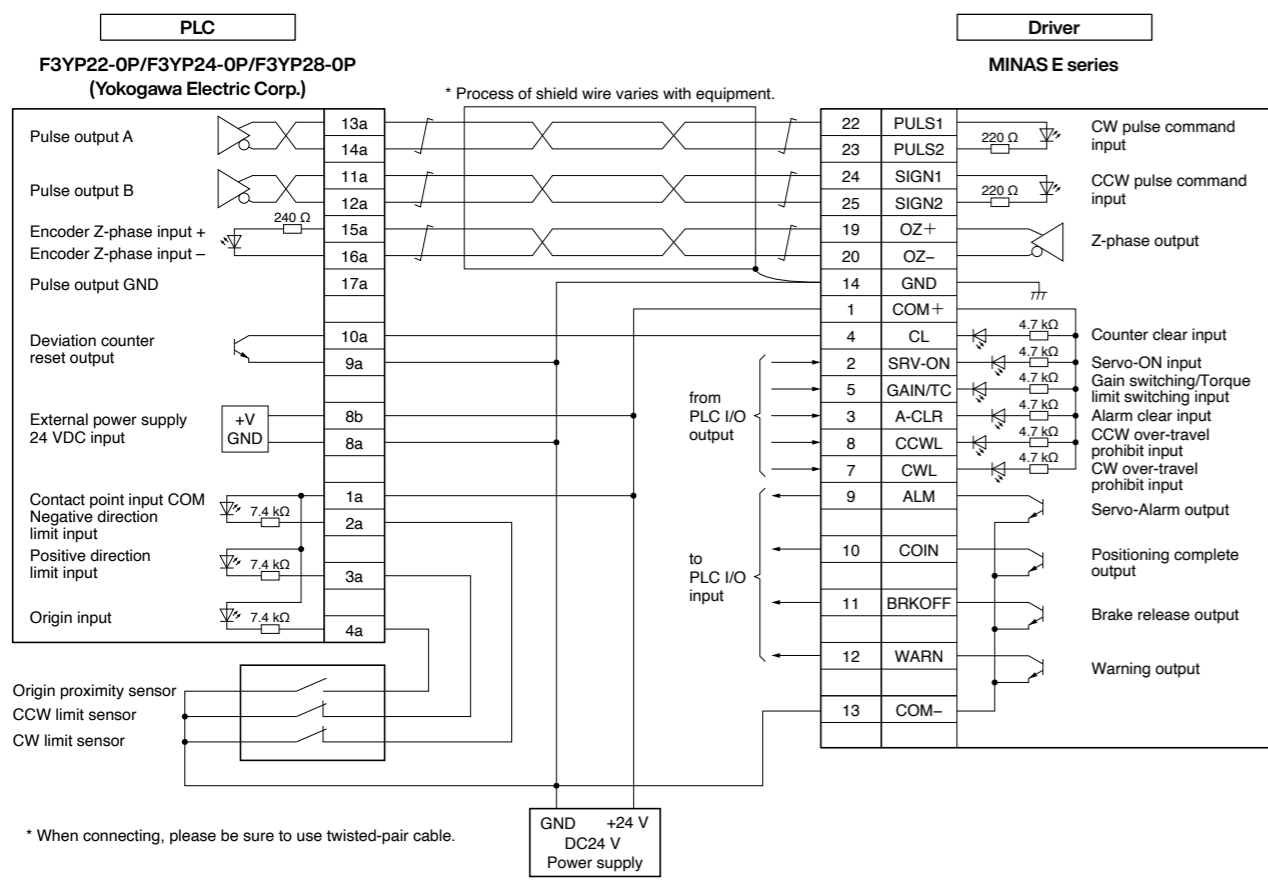 PLC
F3YP22-0P/F3YP24-0P/F3YP28-0P
(Yokogawa Electric Corp.)
Driver
MINAS E series
* Process of shield wire varies with equipment.
Pulse output A
13a
14a
Pulse output B
11a
12a
Encoder Z-phase input +
240 Ω
15a
Encoder Z-phase input −
16a
Pulse output GND
17a
Deviation counter
reset output
10a
9a
External power supply
24 VDC input
+V
GND
8b
8a
Contact point input COM
1a
Negative direction
limit input
7.4 kΩ
2a
Positive direction
limit input
7.4 kΩ
3a
Origin input
7.4 kΩ
4a
Origin proximity sensor
CCW limit sensor
CW limit sensor
from
PLC I/O
output
to
PLC I/O
input
22 PULS1
23 PULS2
220 Ω
CW pulse command
input
24 SIGN1
25 SIGN2
220 Ω
CCW pulse command
input
19 OZ+
20 OZ−
Z-phase output
14 GND
1 COM+
4 CL
4.7 kΩ
Counter clear input
2 SRV-ON
4.7 kΩ
Servo-ON input
5 GAIN/TC
4.7 kΩ
Gain switching/Torque
limit switching input
3 A-CLR
4.7 kΩ
Alarm clear input
8 CCWL
4.7 kΩ
CCW over-travel
prohibit input
7 CWL
4.7 kΩ
CW over-travel
prohibit input
9 ALM
Servo-Alarm output
10 COIN
Positioning complete
output
11 BRKOFF
Brake release output
12 WARN
Warning output
13 COM−
GND +24 V
DC24 V
Power supply
* When connecting, please be sure to use twisted-pair cable.